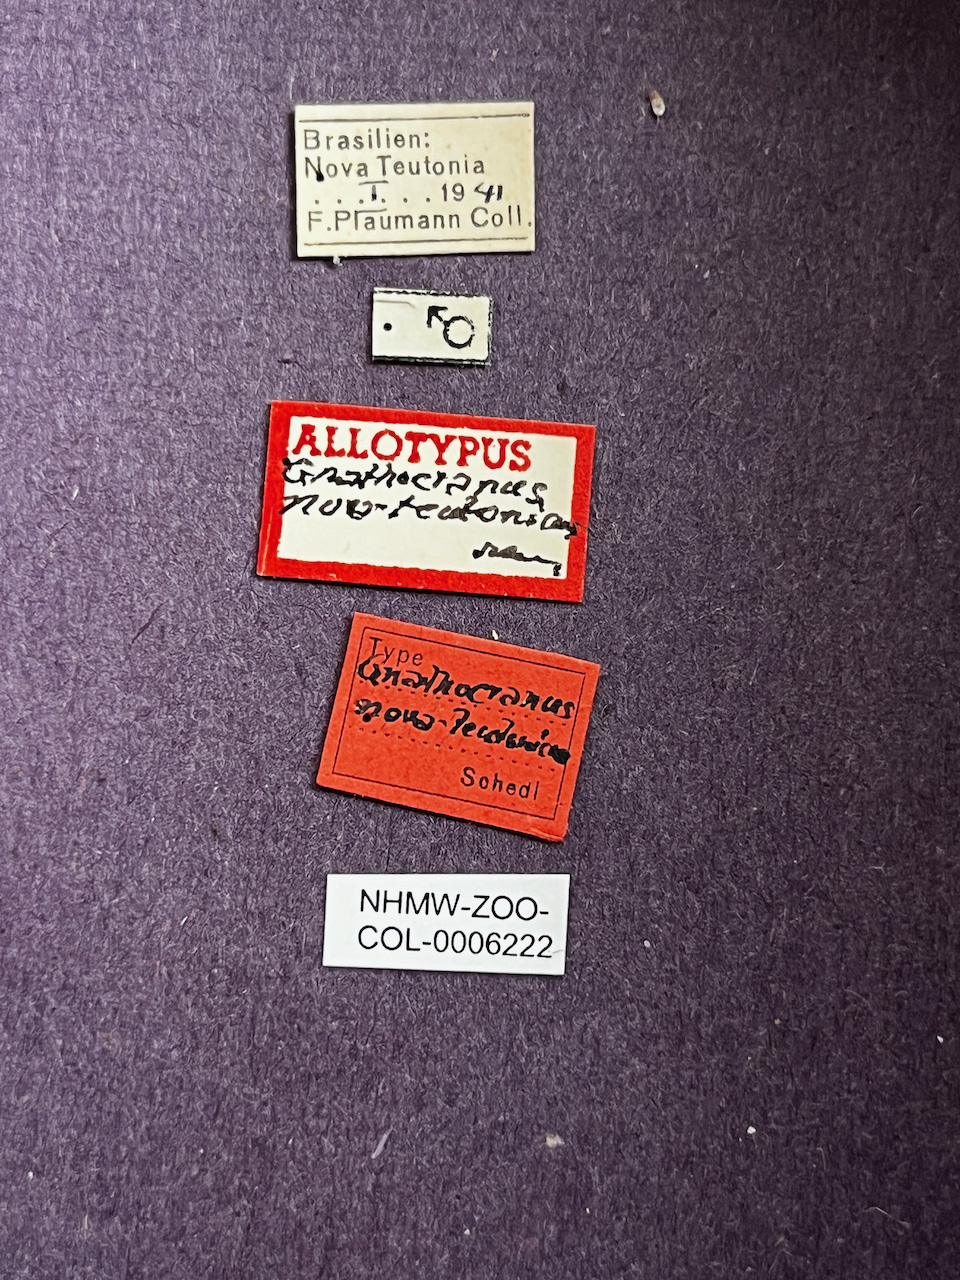 Brasilien:
Nova Teutonia
. . . I. . . 1941
F. Plaumann Coll.
♂
ALLOTYPUS
Gnathocranus
nova-teutonicus
Type
Gnathocranus
nova-teutonicus
Schedl
NHMW-ZOO-
COL-0006222